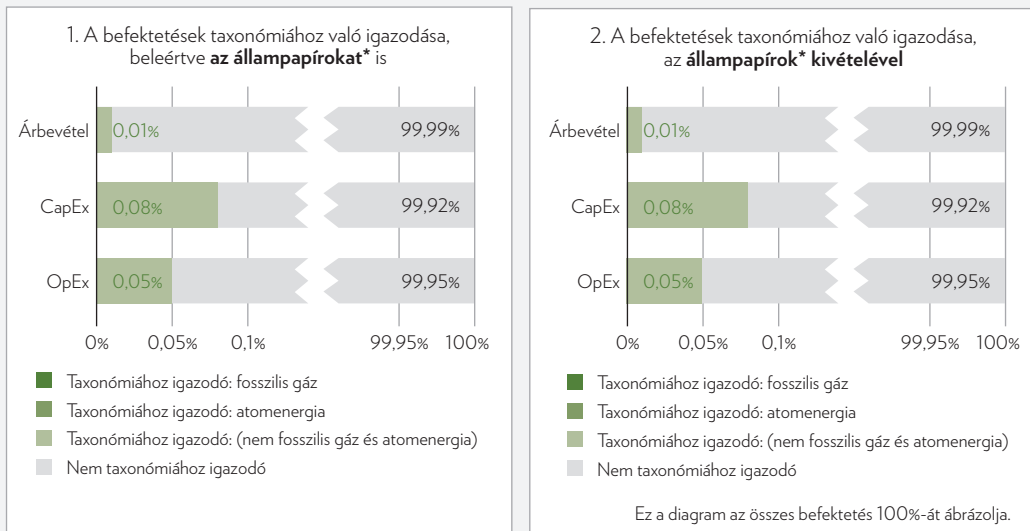 1. A befektetések taxonómiához való igazodása,
beleértve az állampapírokat* is
Árbevétel
0,01%
99,99%
CapEx
0,08%
99,92%
OpEx
0,05%
99,95%
0%
0,05%
0,1%
99,95%
100%
Taxonómiához igazodó: fosszilis gáz
Taxonómiához igazodó: atomenergia
Taxonómiához igazodó: (nem fosszilis gáz és atomenergia)
Nem taxonómiához igazodó
2. A befektetések taxonómiához való igazodása,
az állampapírok* kivételével
Árbevétel
0,01%
99,99%
CapEx
0,08%
99,92%
OpEx
0,05%
99,95%
0%
0,05%
0,1%
99,95%
100%
Taxonómiához igazodó: fosszilis gáz
Taxonómiához igazodó: atomenergia
Taxonómiához igazodó: (nem fosszilis gáz és atomenergia)
Nem taxonómiához igazodó
Ez a diagram az összes befektetés 100%-át ábrázolja.